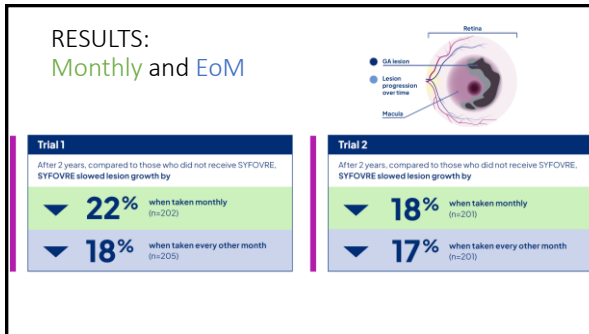 RESULTS:
Monthly and EoM
Retina
GA lesion
Lesion
progression
over time
Macula
Trial 1
After 2 years, compared to those who did not receive SYFOVRE,
SYFOVRE slowed lesion growth by
22% when taken monthly
(n=202)
18% when taken every other month
(n=205)
Trial 2
After 2 years, compared to those who did not receive SYFOVRE,
SYFOVRE slowed lesion growth by
18% when taken monthly
(n=201)
17% when taken every other month
(n=201)